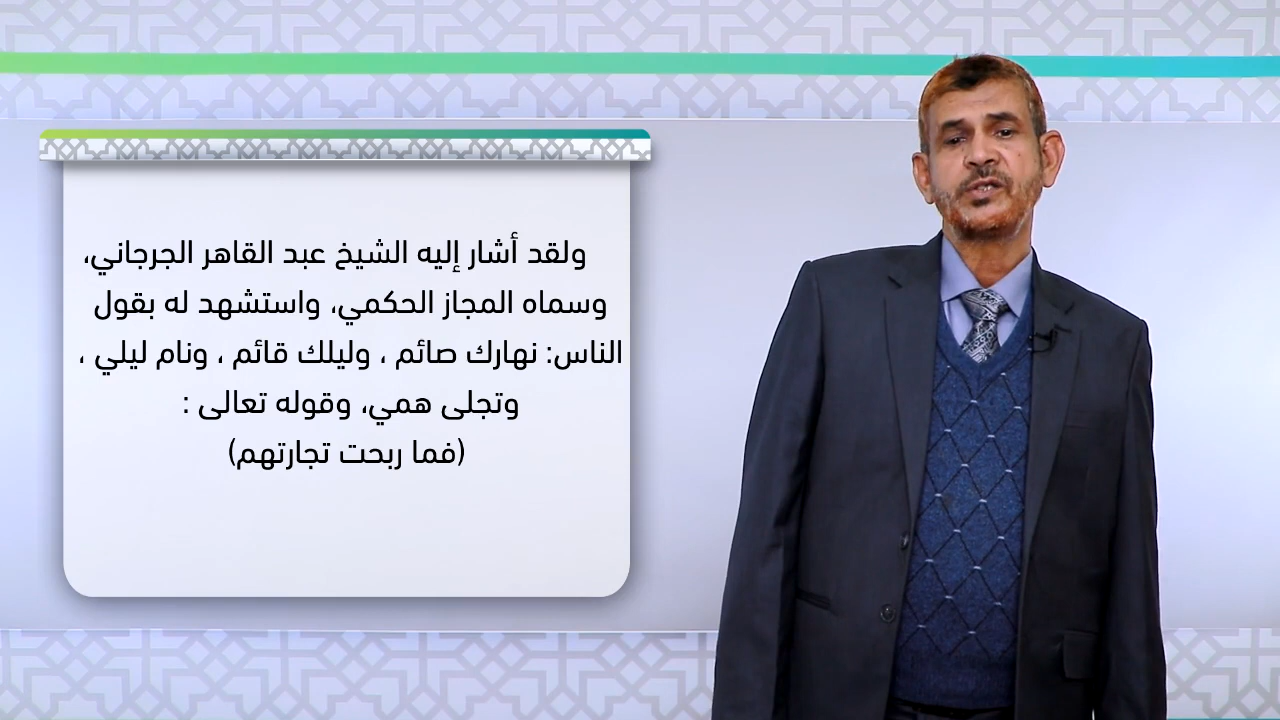 ولقد أشار إليه الشيخ عبد القاهر الجرجاني،
وسماه المجاز الحكمي، واستشهد له بقول
الناس: نهارك صائم ، وليلك قائم ، ونام ليلي ،
وتجلى همي، وقوله تعالى :
(فما ربحت تجارتهم)